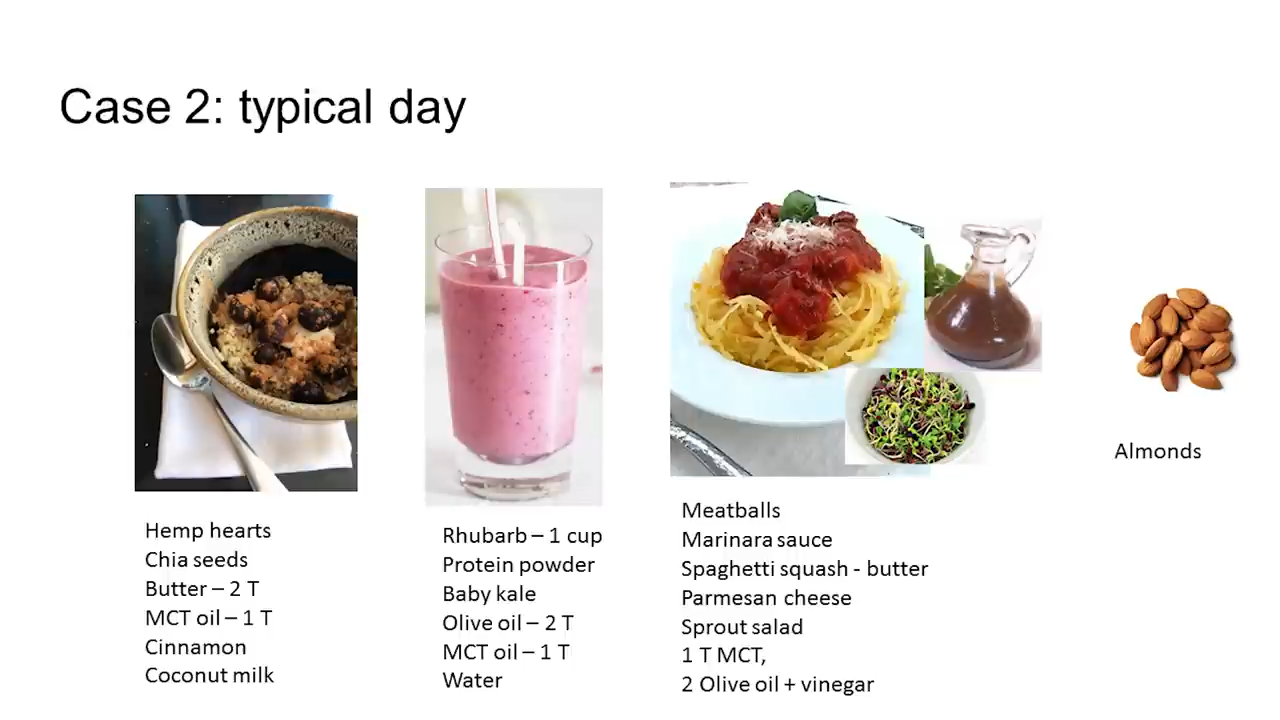 Case 2: typical day
Hemp hearts
Chia seeds
Butter – 2 T
MCT oil – 1 T
Cinnamon
Coconut milk
Rhubarb – 1 cup
Protein powder
Baby kale
Olive oil – 2 T
MCT oil – 1 T
Water
Meatballs
Marinara sauce
Spaghetti squash - butter
Parmesan cheese
Sprout salad
1 T MCT,
2 Olive oil + vinegar
Almonds